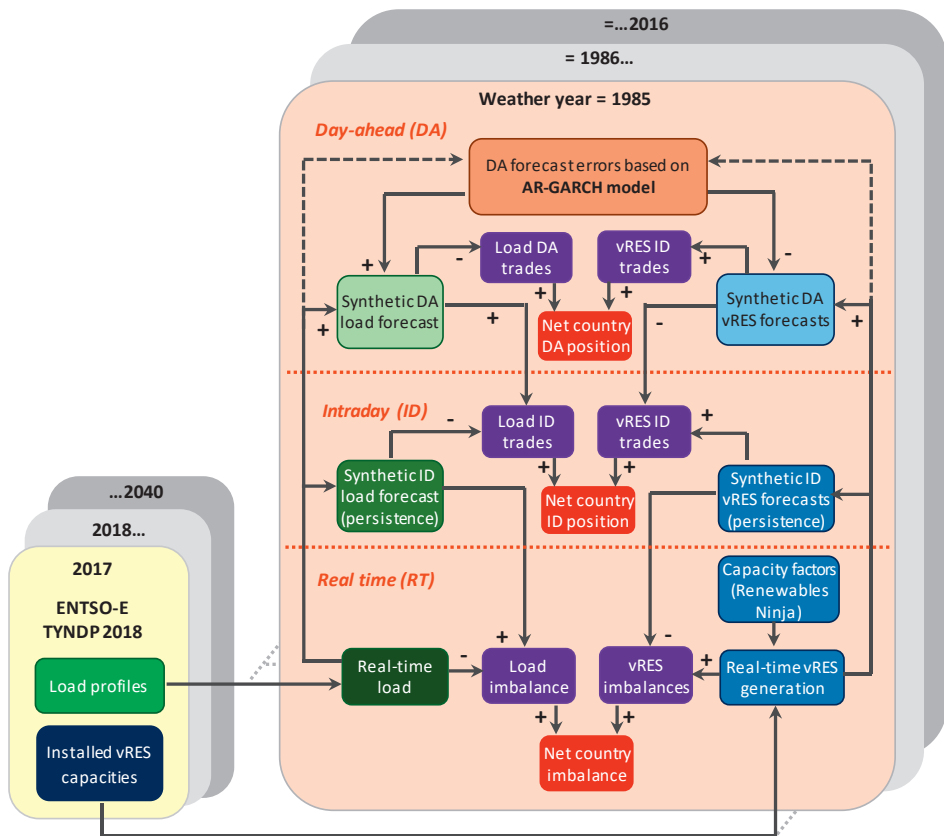 =...2016
= 1986...
Weather year = 1985
Day-ahead (DA)
DA forecast errors based on
AR-GARCH model
+
-
-
+
Load DA
trades
vRES ID
trades
Synthetic DA
load forecast
+
+
+
+
Net country
DA position
-
Synthetic DA
vRES forecasts
+
Intraday (ID)
-
Load ID
trades
vRES ID
trades
+
Synthetic ID
load forecast
(persistence)
+
+
Net country
ID position
Synthetic ID
vRES forecasts
(persistence)
...2040
2018...
2017
ENTSO-E
TYNDP 2018
Load profiles
Installed vRES
capacities
Real time (RT)
Capacity factors
(Renewables
Ninja)
+
-
Real-time
load
-
Load
imbalance
vRES
imbalances
+
Real-time vRES
generation
+
+
Net country
imbalance